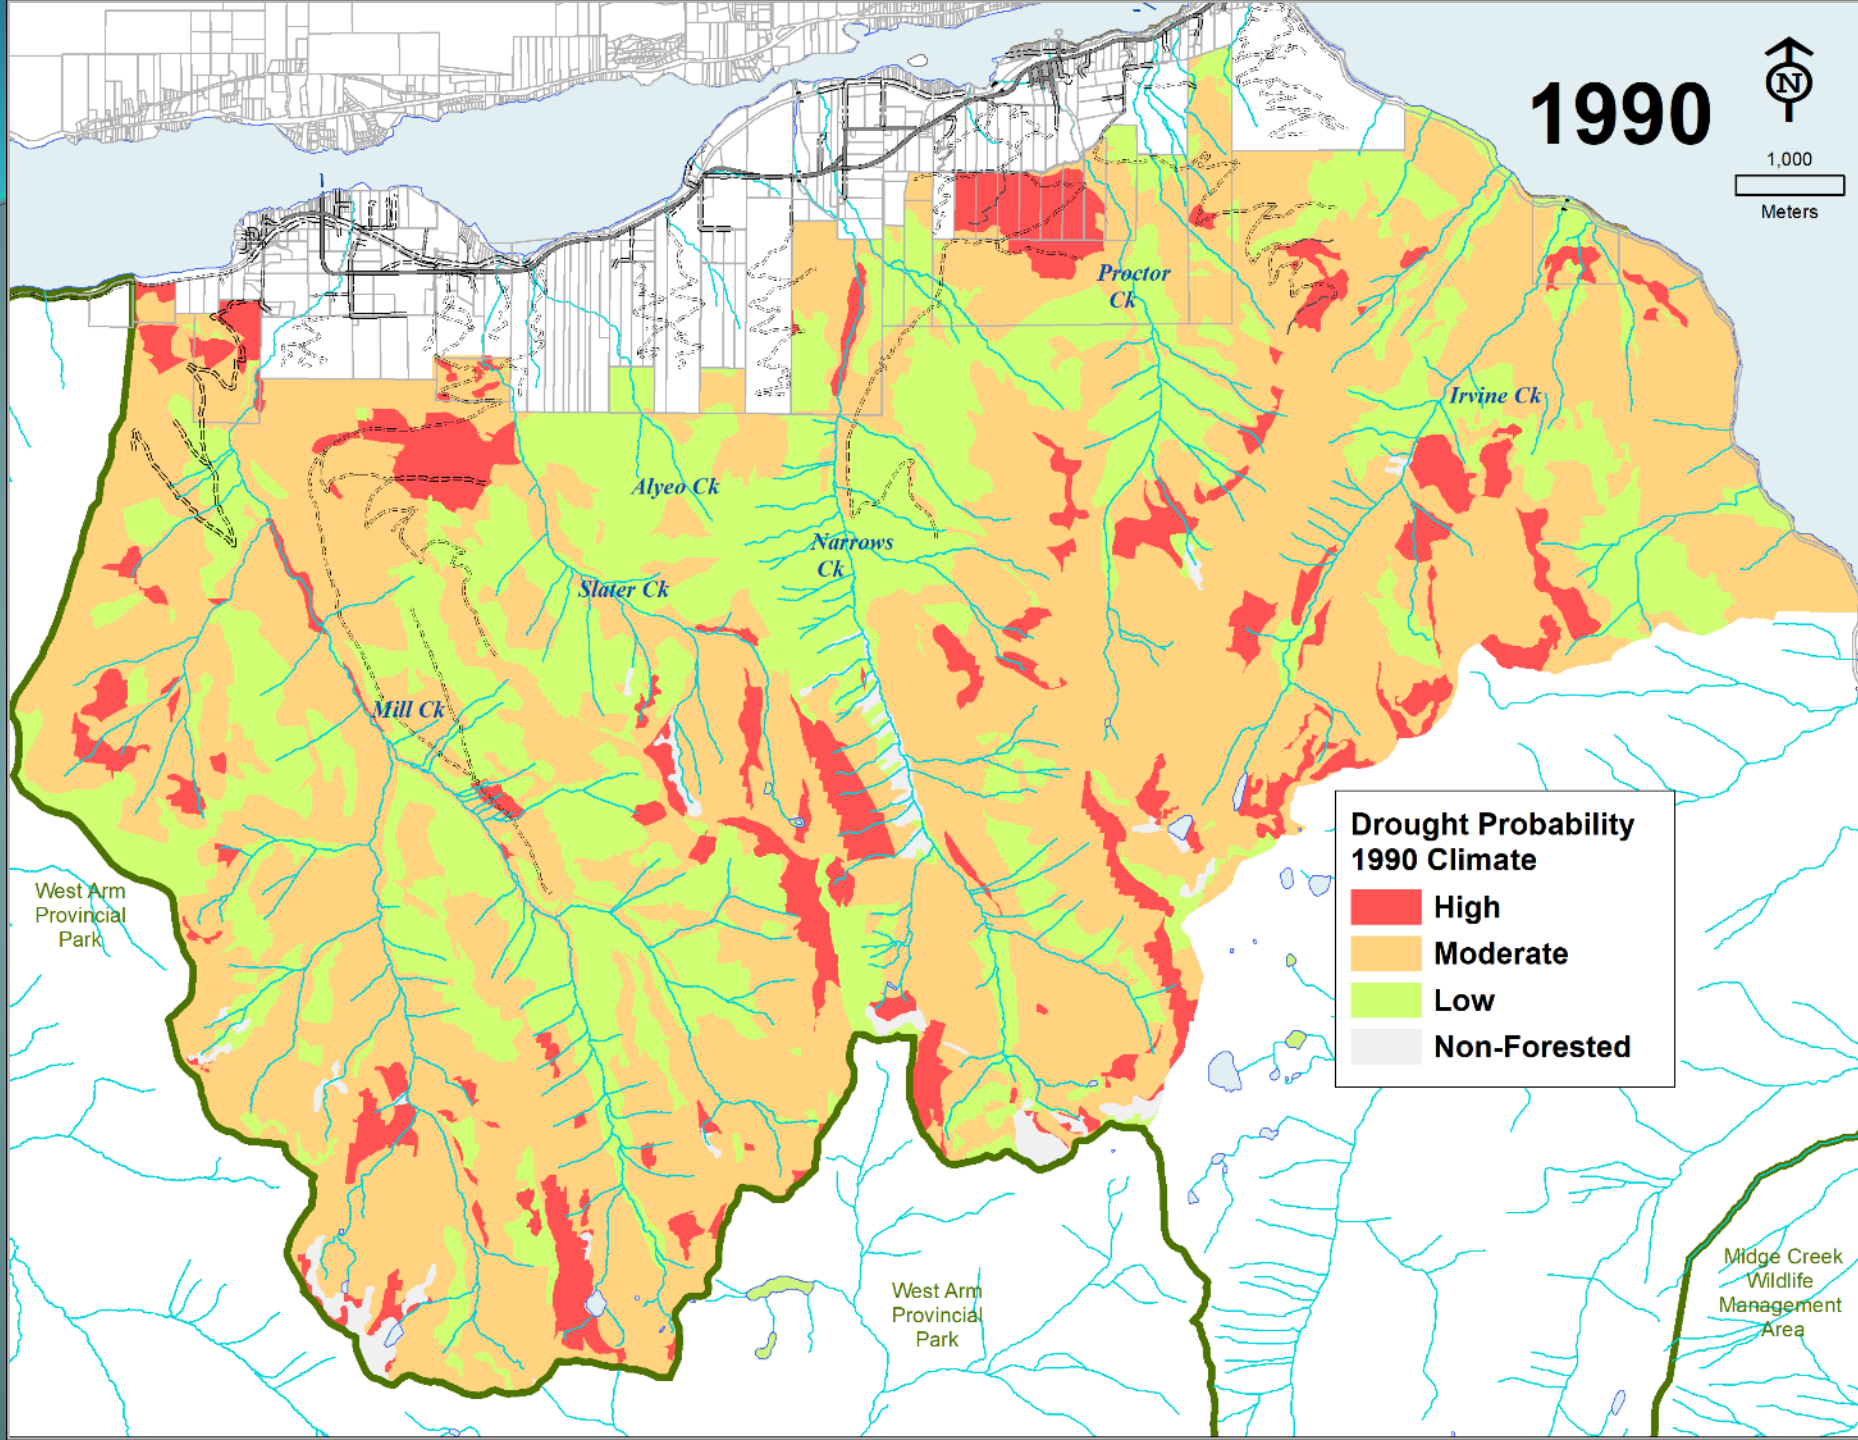 1990
N
1,000
Meters
Proctor
Ck
Irvine Ck
Alyeo Ck
Narrows
Ck
Slater Ck
Mill Ck
Drought Probability
1990 Climate
High
Moderate
Low
Non-Forested
West Arm
Provincial
Park
West Arm
Provincial
Park
Midge Creek
Wildlife
Management
Area